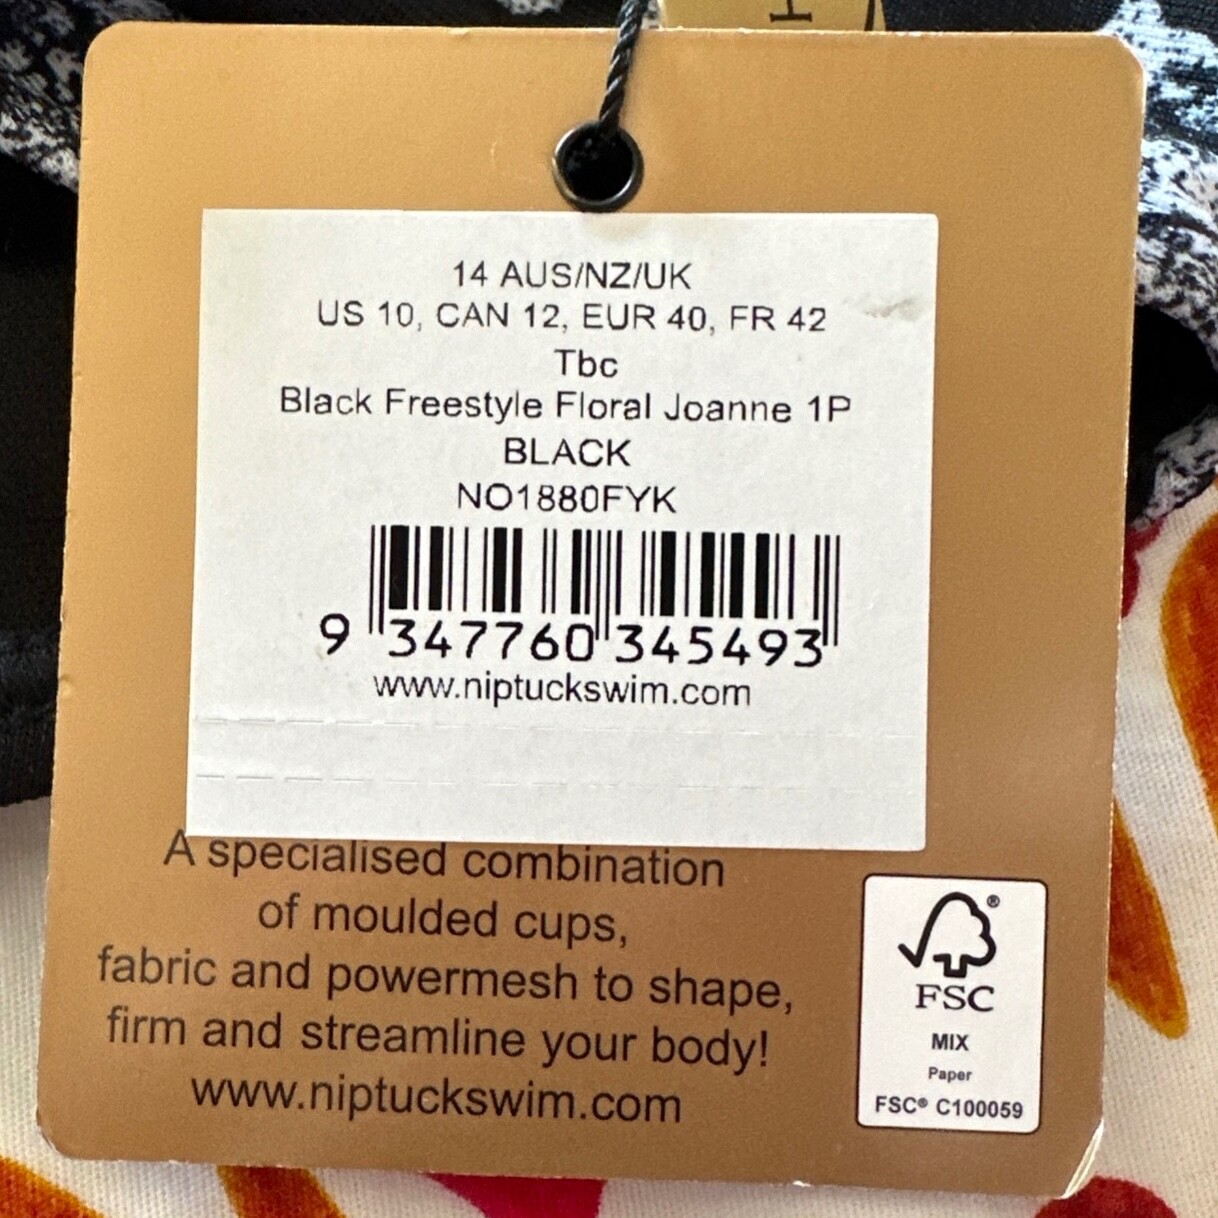 14 AUS/NZ/UK
US 10, CAN 12, EUR 40, FR 42
Tbc
Black Freestyle Floral Joanne 1P
BLACK
NO1880FYK
9 347760 345493
www.niptuckswim.com
A specialised combination
of moulded cups,
fabric and powermesh to shape,
firm and streamline your body!
www.niptuckswim.com
®
FSC
MIX
Paper
FSC® C100059